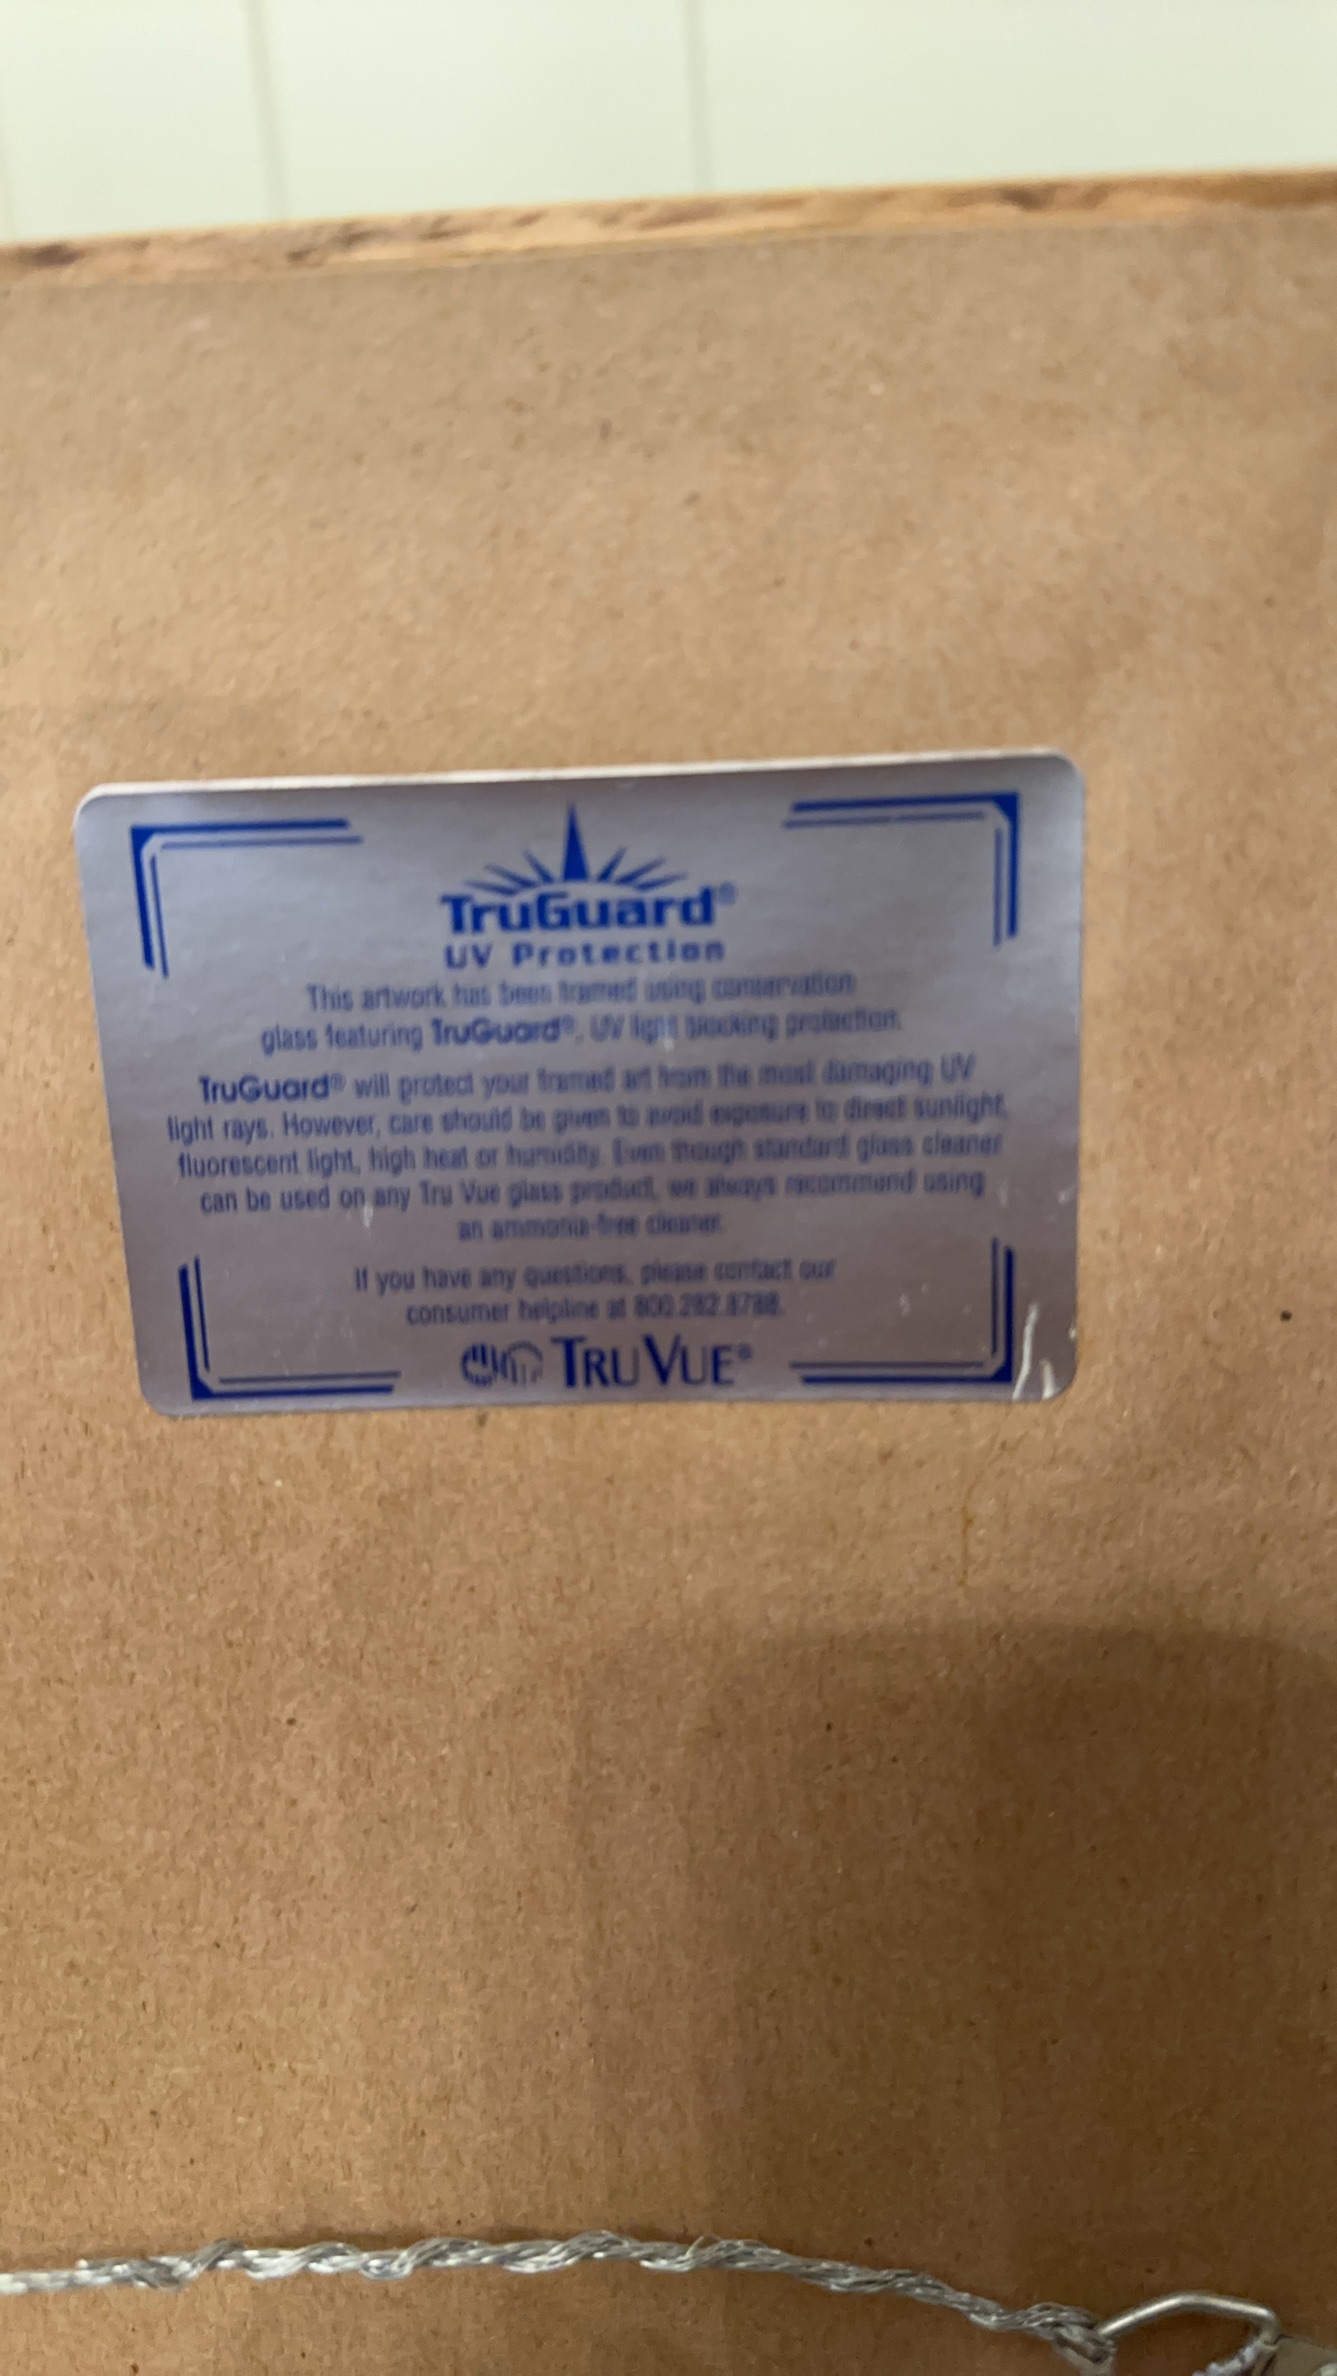 TruGuard®
UV Protection
This artwork has been framed using conservation
glass featuring TruGuard®, UV light blocking protection.
TruGuard® will protect your framed art from the most damaging UV
light rays. However, care should be given to avoid exposure to direct sunlight,
fluorescent light, high heat or humidity. Even though standard glass cleaner
can be used on any Tru Vue glass product, we always recommend using
an ammonia-free cleaner.
If you have any questions, please contact our
consumer helpline at 800.282.8788.
TRU VUE®